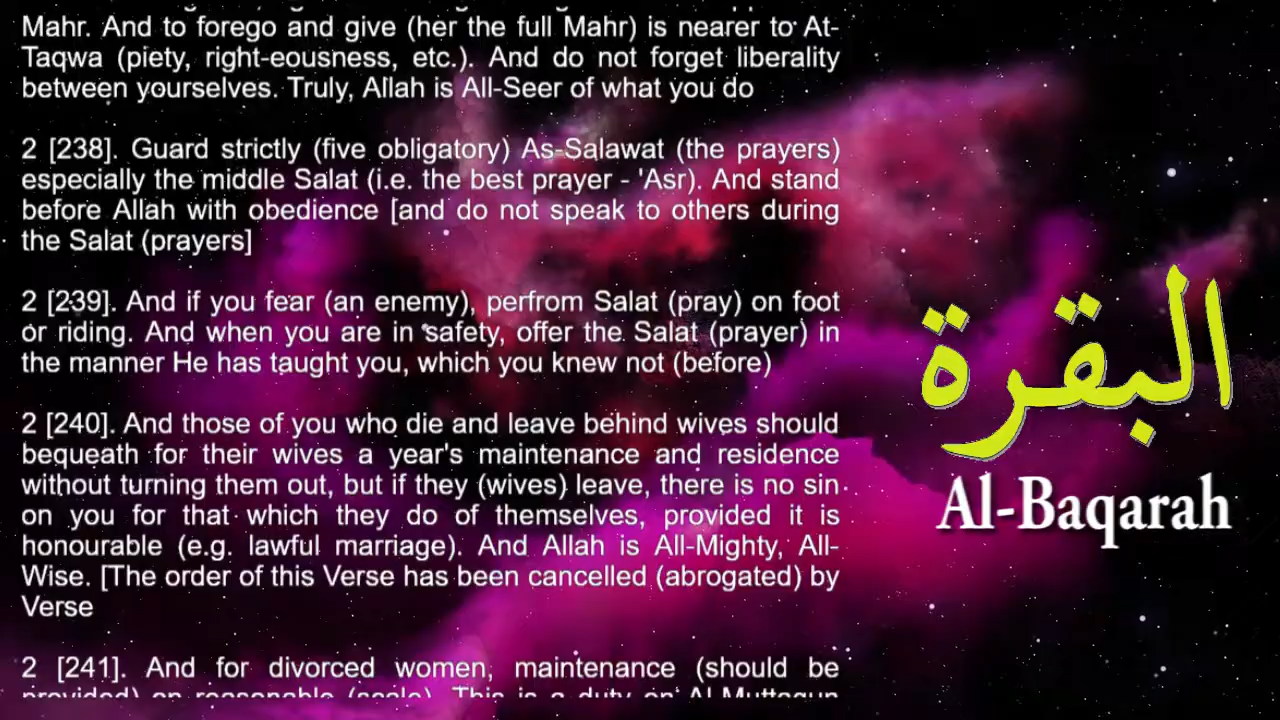 Mahr. And to forego and give (her the full Mahr) is nearer to At-
Taqwa (piety, right-eousness, etc.). And do not forget liberality
between yourselves. Truly, Allah is All-Seer of what you do
2 [238]. Guard strictly (five obligatory) As-Salawat (the prayers)
especially the middle Salat (i.e. the best prayer - 'Asr). And stand
before Allah with obedience [and do not speak to others during
the Salat (prayers]
2 [239]. And if you fear (an enemy), perfrom Salat (pray) on foot
or riding. And when you are in safety, offer the Salat (prayer) in
the manner He has taught you, which you knew not (before)
2 [240]. And those of you who die and leave behind wives should
bequeath for their wives a year's maintenance and residence
without turning them out, but if they (wives) leave, there is no sin
on you for that which they do of themselves, provided it is
honourable (e.g. lawful marriage). And Allah is All-Mighty, All-
Wise. [The order of this Verse has been cancelled (abrogated) by
Verse
2 [241]. And for divorced women, maintenance (should be
provided) on reasonable (scale). This is a duty on Al-Muttaqun
البقرة
Al-Baqarah